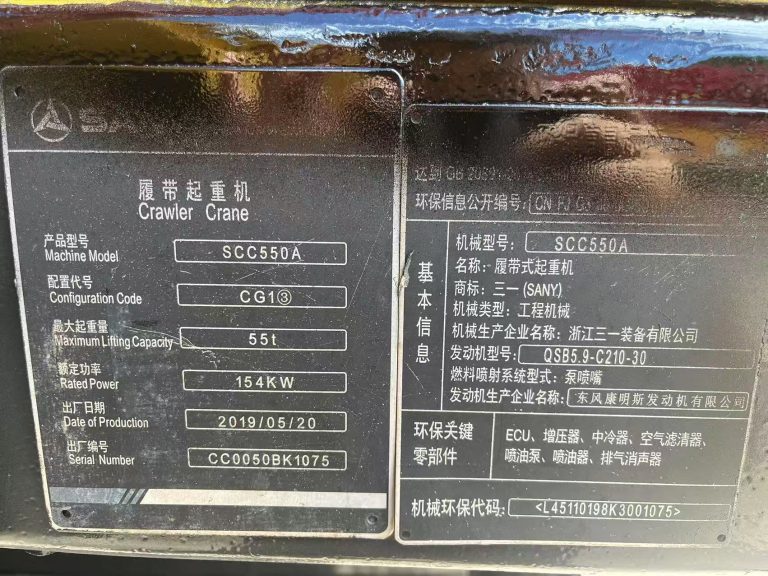 履带起重机
Crawler Crane
产品型号
Machine Model
SCC550A
配置代号
Configuration Code
CG1③
最大起重量
Maximum Lifting Capacity
55t
额定功率
Rated Power
154KW
出厂日期
Date of Production
2019/05/20
出厂编号
Serial Number
CC0050BK1075
达到 GB 20891
环保信息公开编号: CN FJ G3
基本信息
机械型号: SCC550A
名称: 履带式起重机
商标: 三一 (SANY)
机械类型: 工程机械
机械生产企业名称: 浙江三一装备有限公司
发动机型号: QSB5.9-C210-30
燃料喷射系统型式: 泵喷嘴
发动机生产企业名称: 东风康明斯发动机有限公司
环保关键
零部件
ECU、增压器、中冷器、空气滤清器、
喷油泵、喷油器、排气消声器
机械环保代码: <L45110198K3001075>